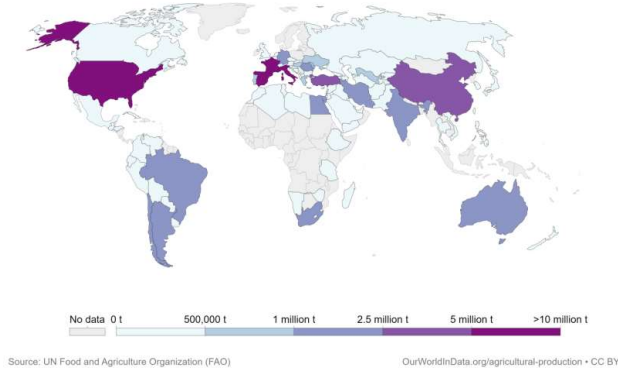 No data 0 t 500,000 t 1 million t 2.5 million t 5 million t >10 million t
Source: UN Food and Agriculture Organization (FAO) OurWorldInData.org/agricultural-production • CC BY